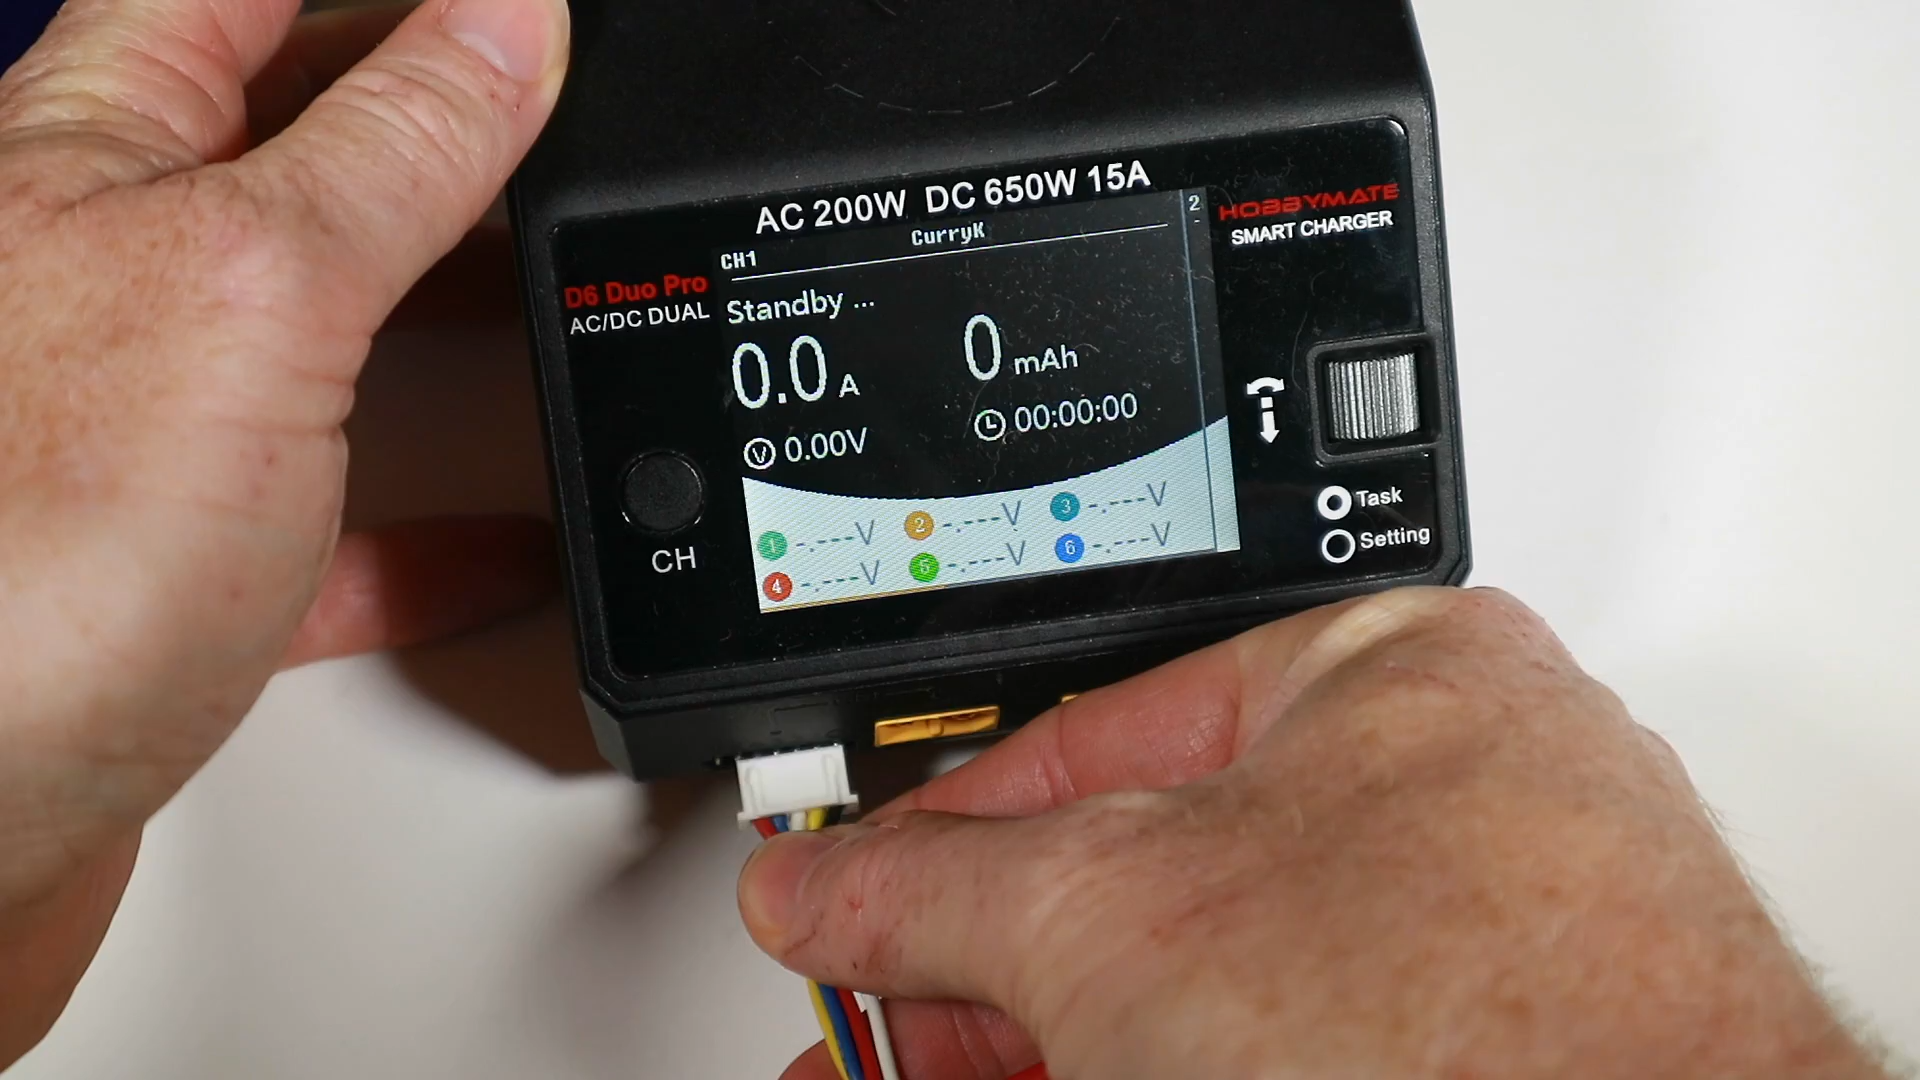 AC 200W DC 650W 15A
HOBBYMATE
SMART CHARGER
D6 Duo Pro
AC/DC DUAL
CurryK
CH1
2
Standby ...
0.0 A
0 mAh
V 0.00V
00:00:00
1 -.---V
2 -.---V
3 -.---V
4 -.---V
5 -.---V
6 -.---V
CH
Task
Setting